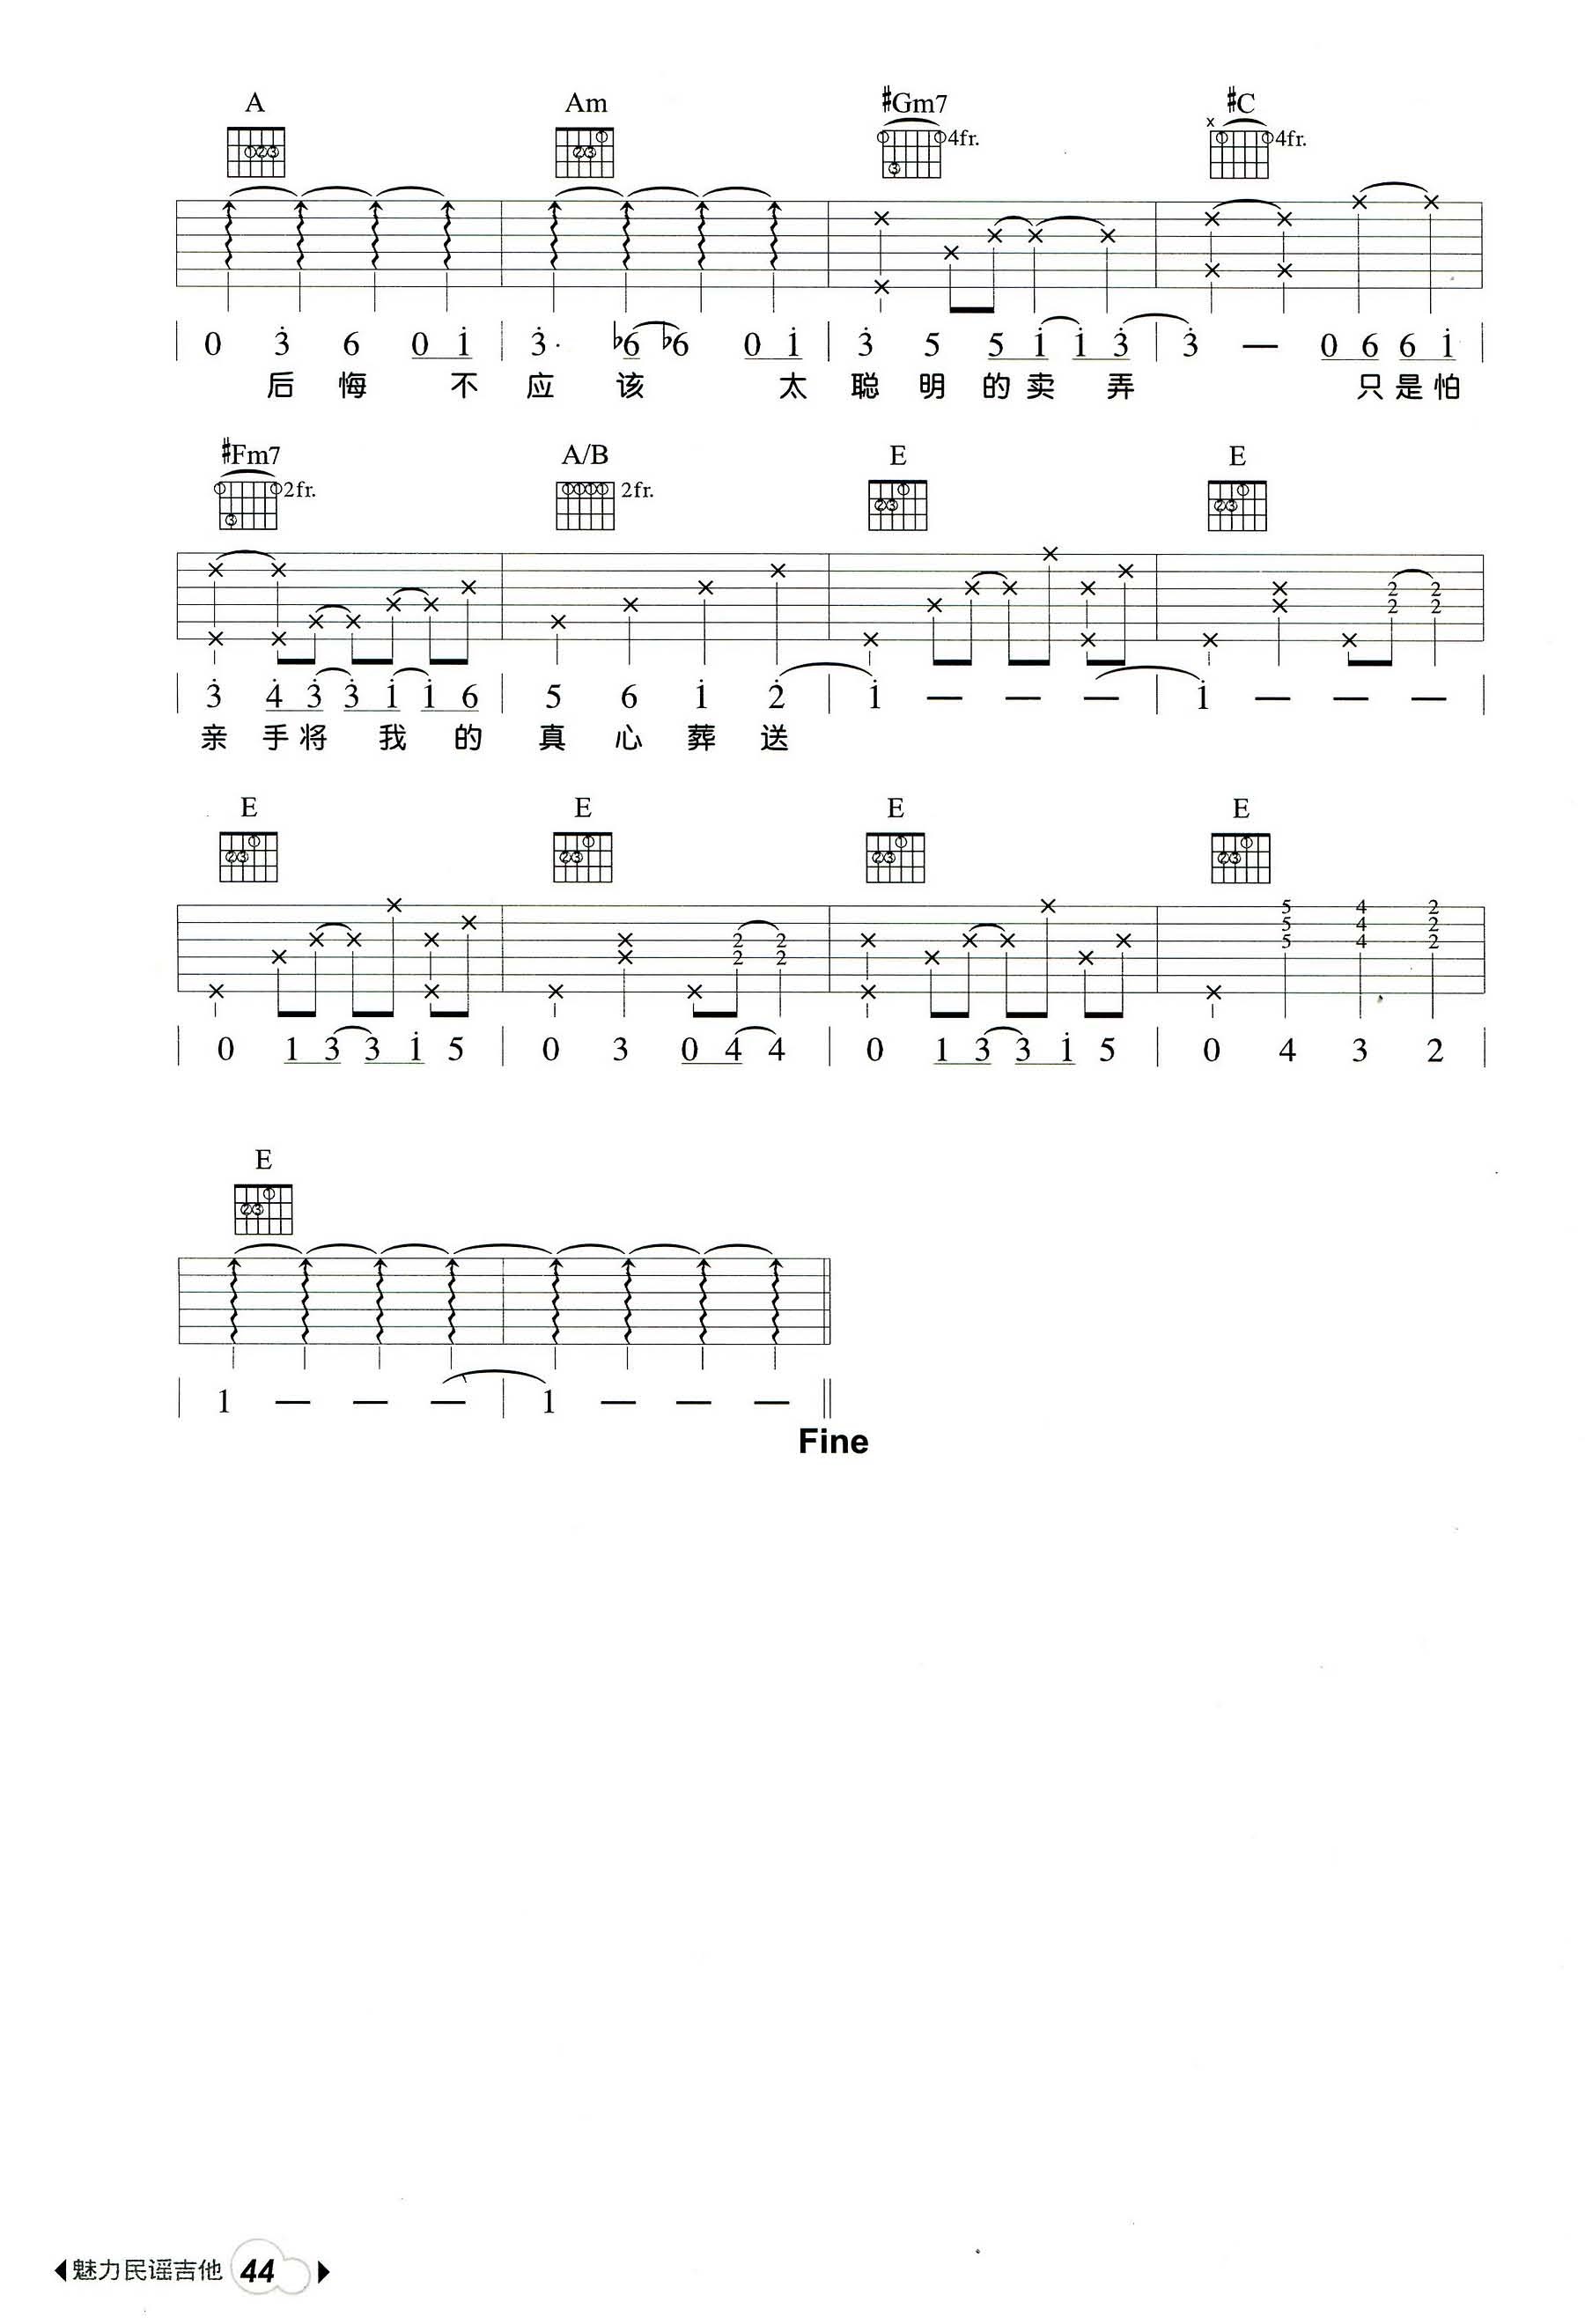 A Am #Gm7 #C
4fr. x 4fr.
0 3 6 0 1 | 3· ♭6 ♭6 0 1 | 3 5 5 1 1 3 | 3 — 0 6 6 1 |
后 悔 不 应 该 太 聪 明 的 卖 弄 只 是 怕
#Fm7 A/B E E
2fr. 2fr.
2 2
2 2
3 4 3 3 1 1 6 | 5 6 1 2 | 1 — — — | 1 — — — |
亲 手 将 我 的 真 心 葬 送
E E E E
5 4 2
2 2 5 4 2
2 2 5 4 2
0 1 3 3 1 5 | 0 3 0 4 4 | 0 1 3 3 1 5 | 0 4 3 2 |
E
1 — — — | 1 — — — ‖
Fine
魅力民谣吉他 44